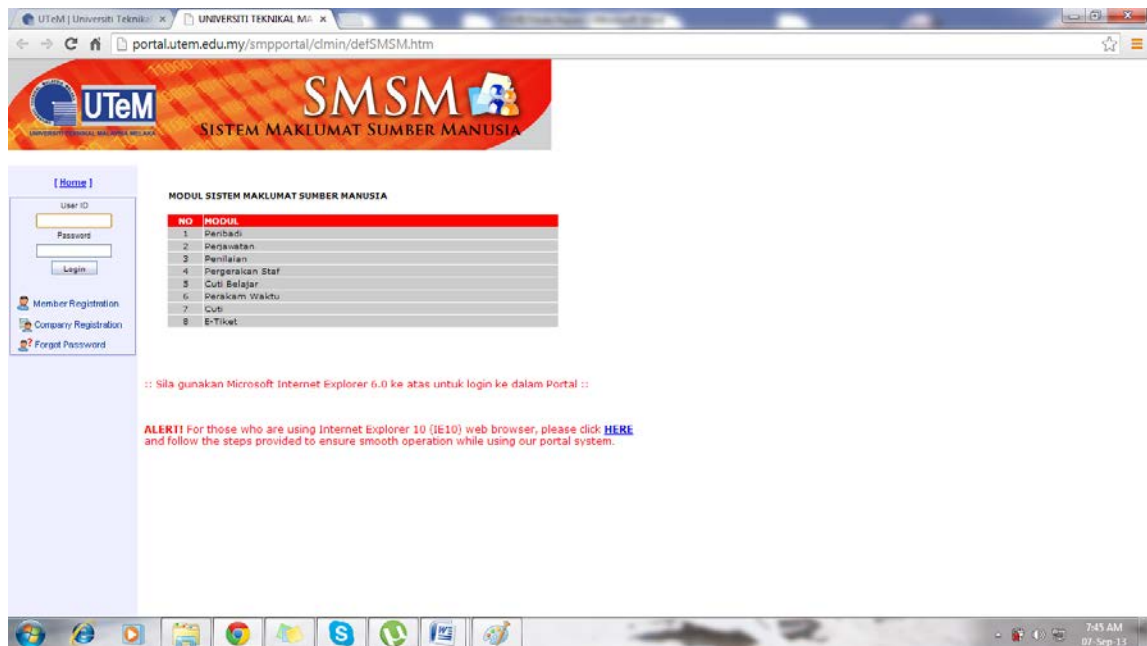 UTeM | Universiti Teknikal
UNIVERSITI TEKNIKAL MA
portal.utem.edu.my/smpportal/clmin/defSMSM.htm
UTeM
UNIVERSITI TEKNIKAL MALAYSIA MELAKA
SMSM
SISTEM MAKLUMAT SUMBER MANUSIA
[ Home ]
User ID
Password
Login
Member Registration
Company Registration
Forgot Password
MODUL SISTEM MAKLUMAT SUMBER MANUSIA
NO MODUL
1 Peribadi
2 Perjawatan
3 Penilaian
4 Pergerakan Staf
5 Cuti Belajar
6 Perakam Waktu
7 Cuti
8 E-Tiket
:: Sila gunakan Microsoft Internet Explorer 6.0 ke atas untuk login ke dalam Portal ::
ALERT! For those who are using Internet Explorer 10 (IE10) web browser, please click HERE
and follow the steps provided to ensure smooth operation while using our portal system.
7:45 AM
07-Sep-13